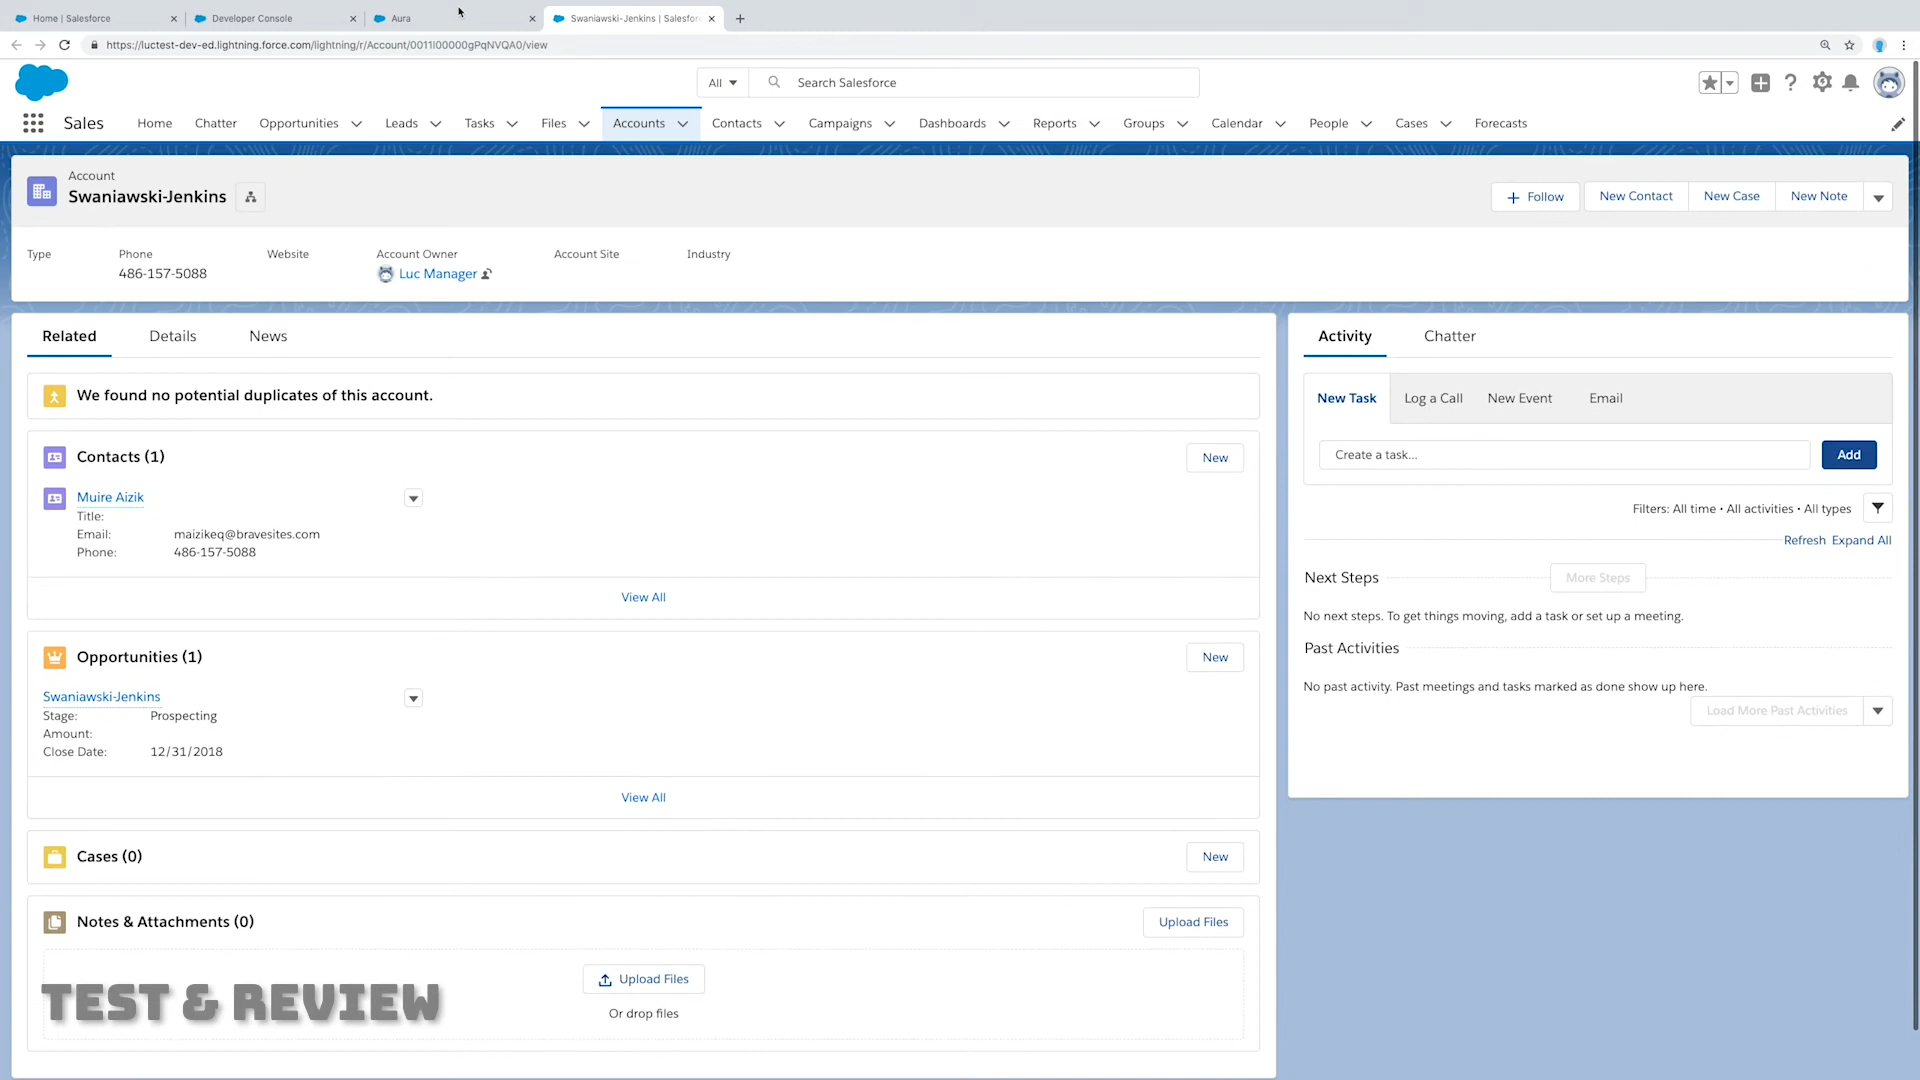 Home | Salesforce
Developer Console
Aura
Swaniawski-Jenkins | Salesfor
https://luctest-dev-ed.lightning.force.com/lightning/r/Account/0011I00000gPqNVQA0/view
All
Search Salesforce
Sales
Home
Chatter
Opportunities
Leads
Tasks
Files
Accounts
Contacts
Campaigns
Dashboards
Reports
Groups
Calendar
People
Cases
Forecasts
Account
Swaniawski-Jenkins
Follow
New Contact
New Case
New Note
Type
Phone
486-157-5088
Website
Account Owner
Luc Manager
Account Site
Industry
Related
Details
News
We found no potential duplicates of this account.
Contacts (1)
New
Muire Aizik
Title:
Email: maizikeq@bravesites.com
Phone: 486-157-5088
View All
Opportunities (1)
New
Swaniawski-Jenkins
Stage: Prospecting
Amount:
Close Date: 12/31/2018
View All
Cases (0)
New
Notes & Attachments (0)
Upload Files
Upload Files
Or drop files
TEST & REVIEW
Activity
Chatter
New Task
Log a Call
New Event
Email
Create a task...
Add
Filters: All time • All activities • All types
Refresh
Expand All
Next Steps
More Steps
No next steps. To get things moving, add a task or set up a meeting.
Past Activities
No past activity. Past meetings and tasks marked as done show up here.
Load More Past Activities